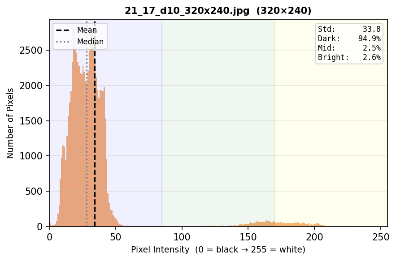 21_17_d10_320x240.jpg (320×240)
Mean
Median
Std: 33.8
Dark: 94.9%
Mid: 2.5%
Bright: 2.6%
Number of Pixels
2500
2000
1500
1000
500
0
0 50 100 150 200 250
Pixel Intensity (0 = black → 255 = white)